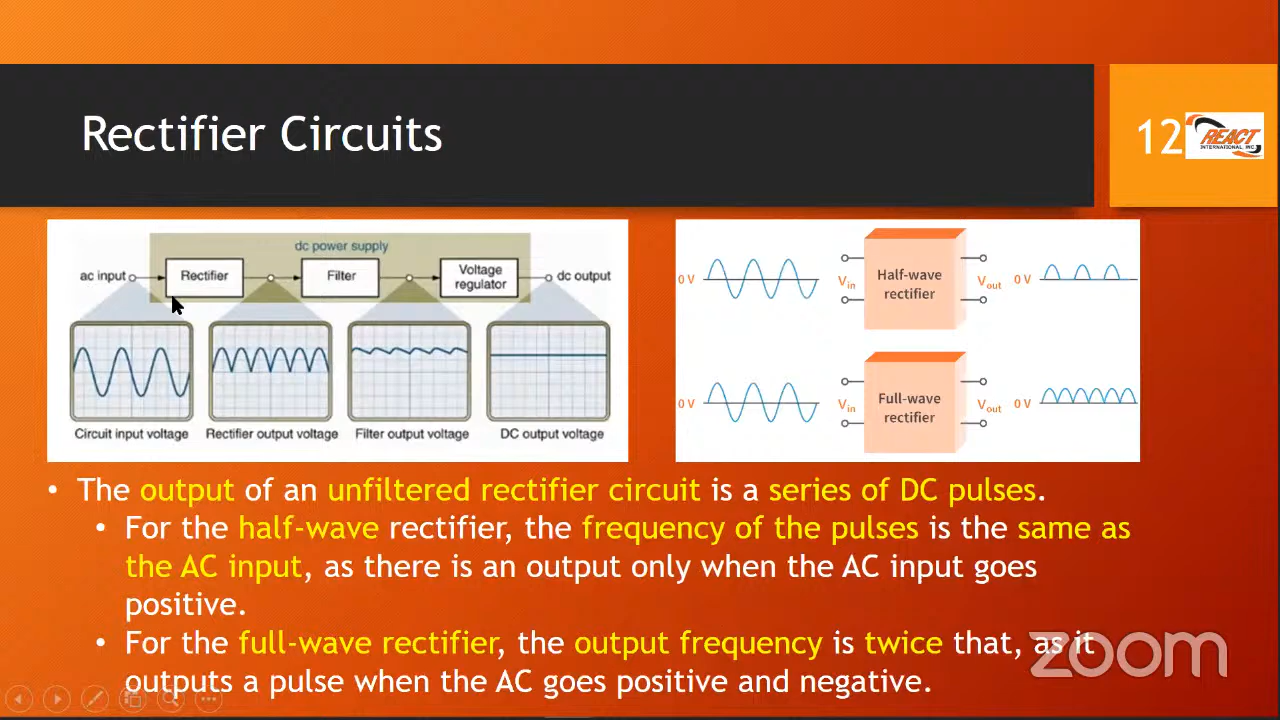 Rectifier Circuits
12
REACT
INTERNATIONAL, INC.
dc power supply
ac input
Rectifier
Filter
Voltage
regulator
dc output
Circuit input voltage
Rectifier output voltage
Filter output voltage
DC output voltage
0 V
Vin
Half-wave
rectifier
Vout
0 V
0 V
Vin
Full-wave
rectifier
Vout
0 V
• The output of an unfiltered rectifier circuit is a series of DC pulses.
• For the half-wave rectifier, the frequency of the pulses is the same as
the AC input, as there is an output only when the AC input goes
positive.
• For the full-wave rectifier, the output frequency is twice that, as it
outputs a pulse when the AC goes positive and negative.
zoom